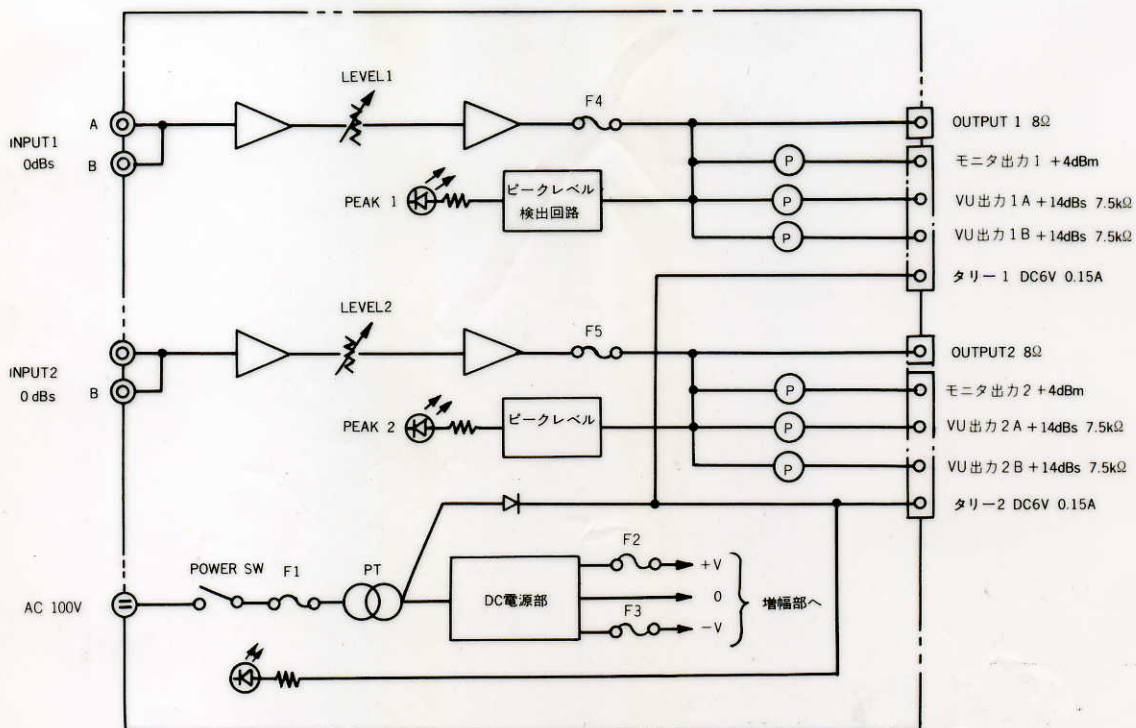 LEVEL1
F4
INPUT1
0dBs
A
B
OUTPUT 1 8Ω
P
モニタ出力1 +4dBm
PEAK 1
ピークレベル
検出回路
P
VU出力1A +14dBs 7.5kΩ
P
VU出力1B +14dBs 7.5kΩ
タリー1 DC6V 0.15A
LEVEL2
F5
INPUT2
0dBs
B
OUTPUT2 8Ω
P
モニタ出力2 +4dBm
PEAK 2
ピークレベル
P
VU出力2A +14dBs 7.5kΩ
P
VU出力2B +14dBs 7.5kΩ
タリー2 DC6V 0.15A
AC 100V
POWER SW
F1
PT
DC電源部
F2
+V
0
F3
−V
増幅部へ